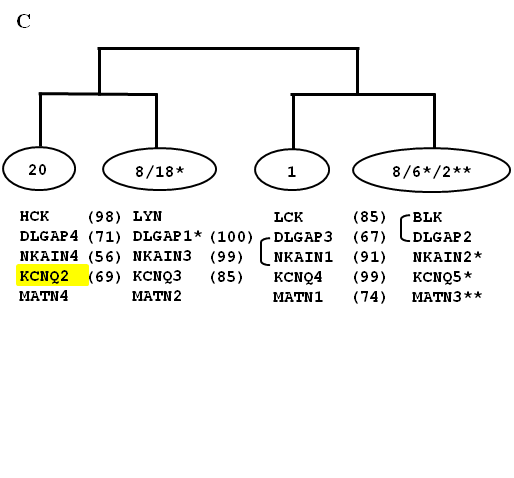 C
20 8/18* 1 8/6*/2**
HCK (98) LYN LCK (85) BLK
DLGAP4 (71) DLGAP1* (100) DLGAP3 (67) DLGAP2
NKAIN4 (56) NKAIN3 (99) NKAIN1 (91) NKAIN2*
KCNQ2 (69) KCNQ3 (85) KCNQ4 (99) KCNQ5*
MATN4 MATN2 MATN1 (74) MATN3**